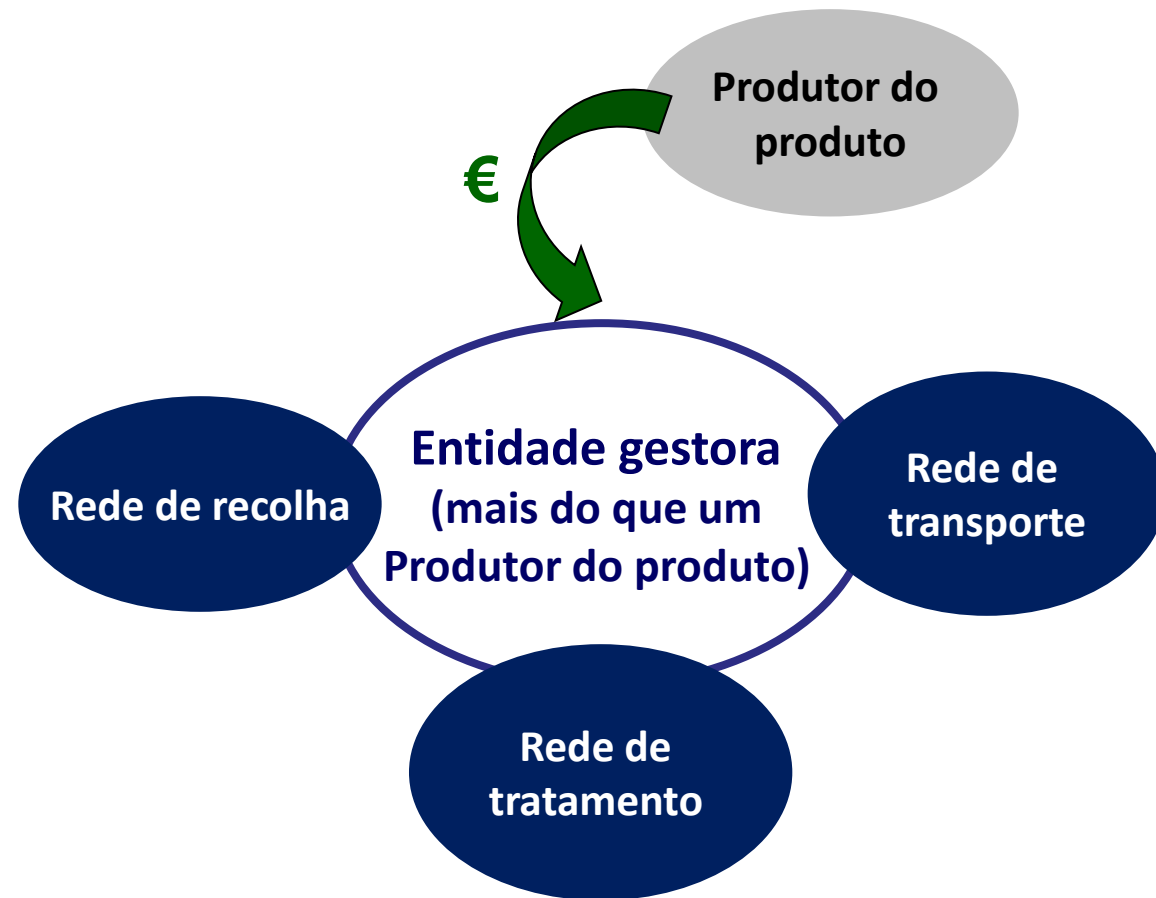 Produtor do
produto
€
Entidade gestora
(mais do que um
Produtor do produto)
Rede de recolha
Rede de
transporte
Rede de
tratamento